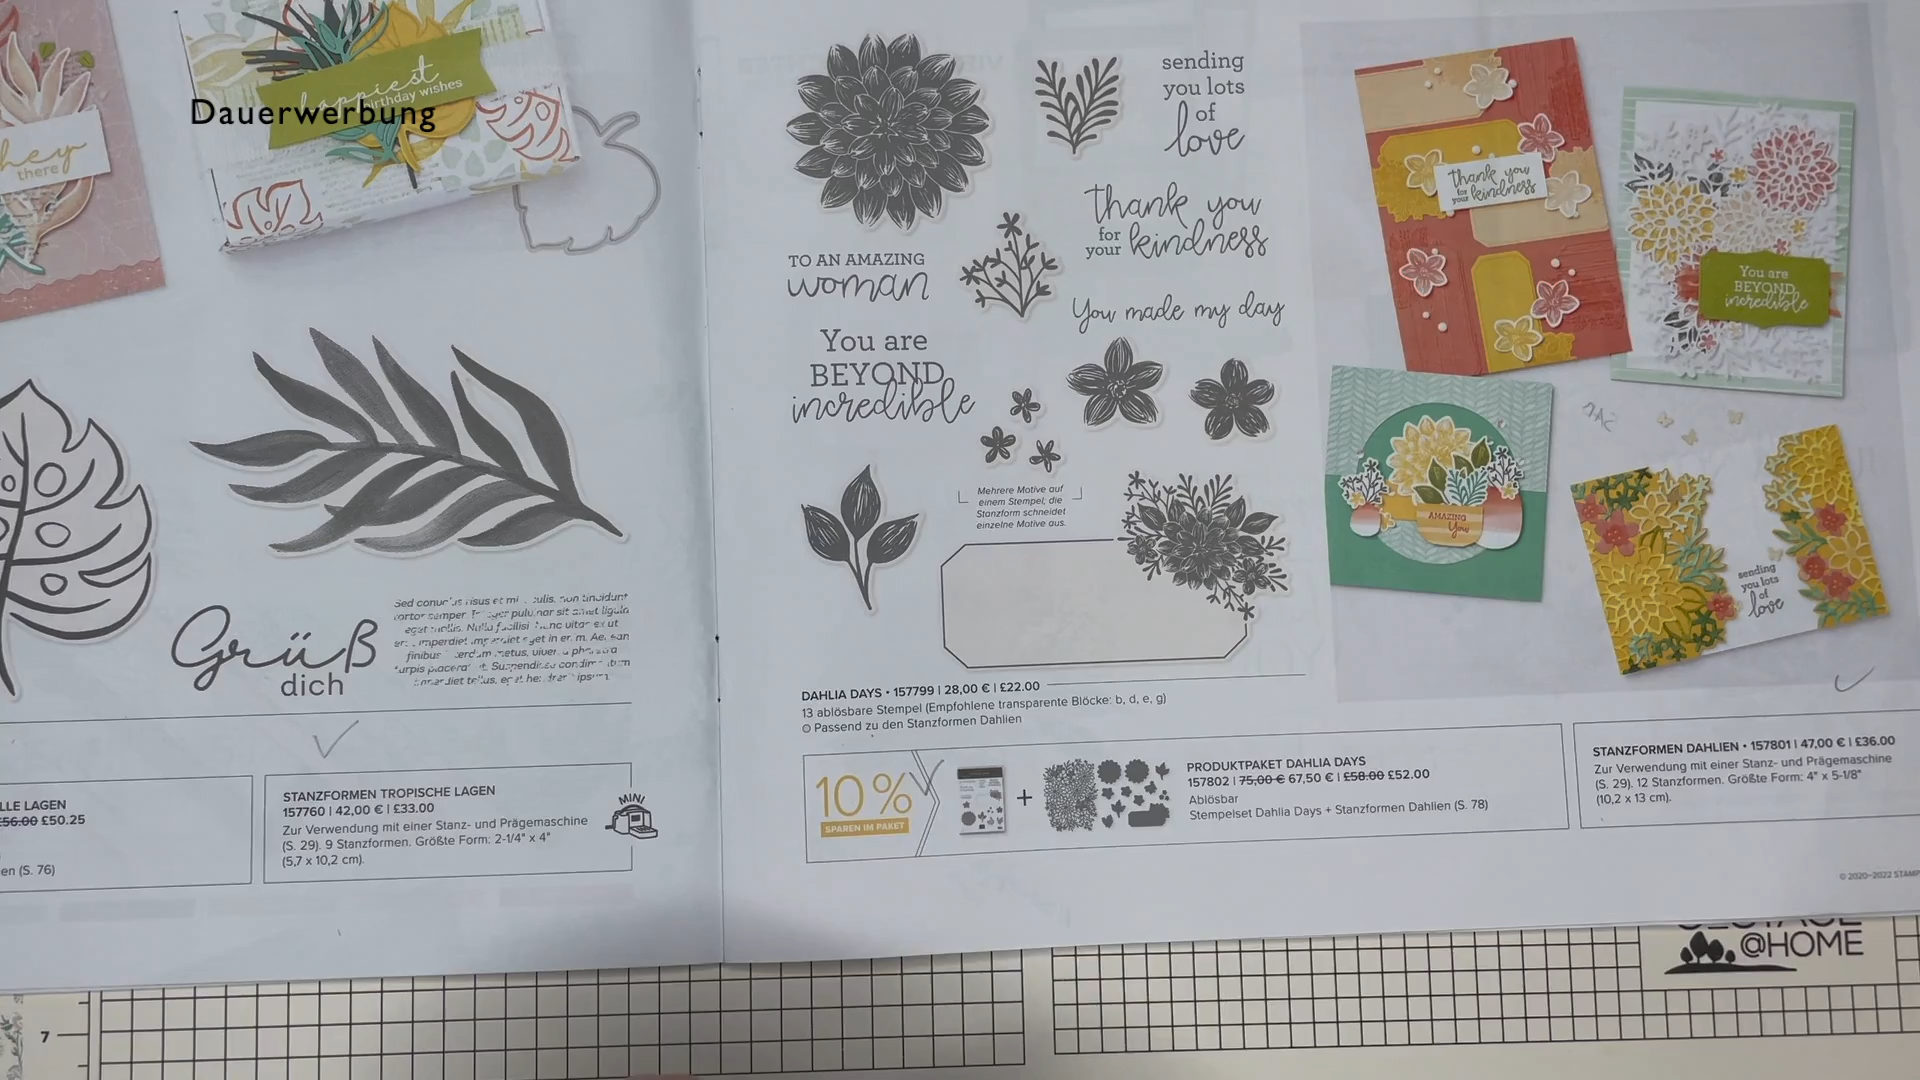 Dauerwerbung
hey
there
happiest
birthday wishes
Grüß
dich
LLE LAGEN
£56.00 £50.25
en (S. 76)
STANZFORMEN TROPISCHE LAGEN
157760 | 42,00 € | £33.00
Zur Verwendung mit einer Stanz- und Prägemaschine
(S. 29). 9 Stanzformen. Größte Form: 2-1/4" x 4"
(5,7 x 10,2 cm).
MINI
sending
you lots
of
love
thank you
for
your kindness
TO AN AMAZING
woman
You made my day
You are
BEYOND
incredible
Mehrere Motive auf
einem Stempel; die
Stanzform schneidet
einzelne Motive aus.
DAHLIA DAYS • 157799 | 28,00 € | £22.00
13 ablösbare Stempel (Empfohlene transparente Blöcke: b, d, e, g)
Passend zu den Stanzformen Dahlien
10 %
SPAREN IM PAKET
+
PRODUKTPAKET DAHLIA DAYS
157802 | 75,00 € 67,50 € | £58.00 £52.00
Ablösbar
Stempelset Dahlia Days + Stanzformen Dahlien (S. 78)
thank you
for
your kindness
You are
BEYOND
incredible
AMAZING
You
sending
you lots
of
love
STANZFORMEN DAHLIEN • 157801 | 47,00 € | £36.00
Zur Verwendung mit einer Stanz- und Prägemaschine
(S. 29). 12 Stanzformen. Größte Form: 4" x 5-1/8"
(10,2 x 13 cm).
© 2020–2022 STAMP
@HOME
7